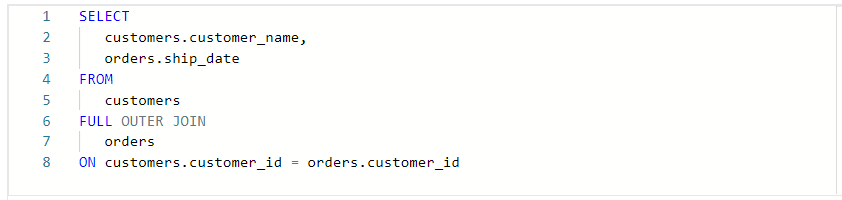 1 SELECT
2 customers.customer_name,
3 orders.ship_date
4 FROM
5 customers
6 FULL OUTER JOIN
7 orders
8 ON customers.customer_id = orders.customer_id